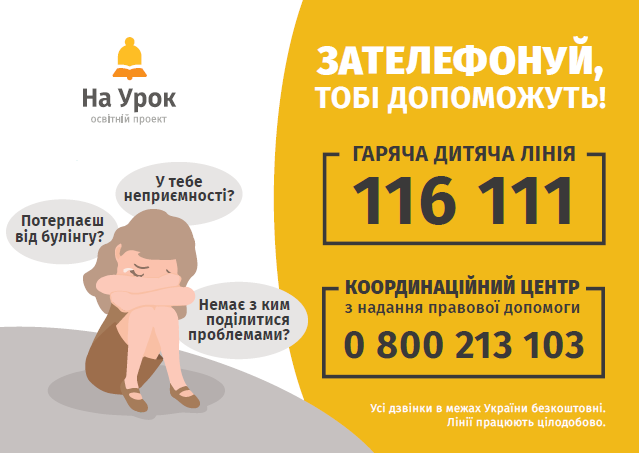 На Урок
освітній проект
У тебе
неприємності?
Потерпаєш
від булінгу?
Немає з ким
поділитися
проблемами?
ЗАТЕЛЕФОНУЙ,
ТОБІ ДОПОМОЖУТЬ!
ГАРЯЧА ДИТЯЧА ЛІНІЯ
116 111
КООРДИНАЦІЙНИЙ ЦЕНТР
з надання правової допомоги
0 800 213 103
Усі дзвінки в межах України безкоштовні.
Лінії працюють цілодобово.